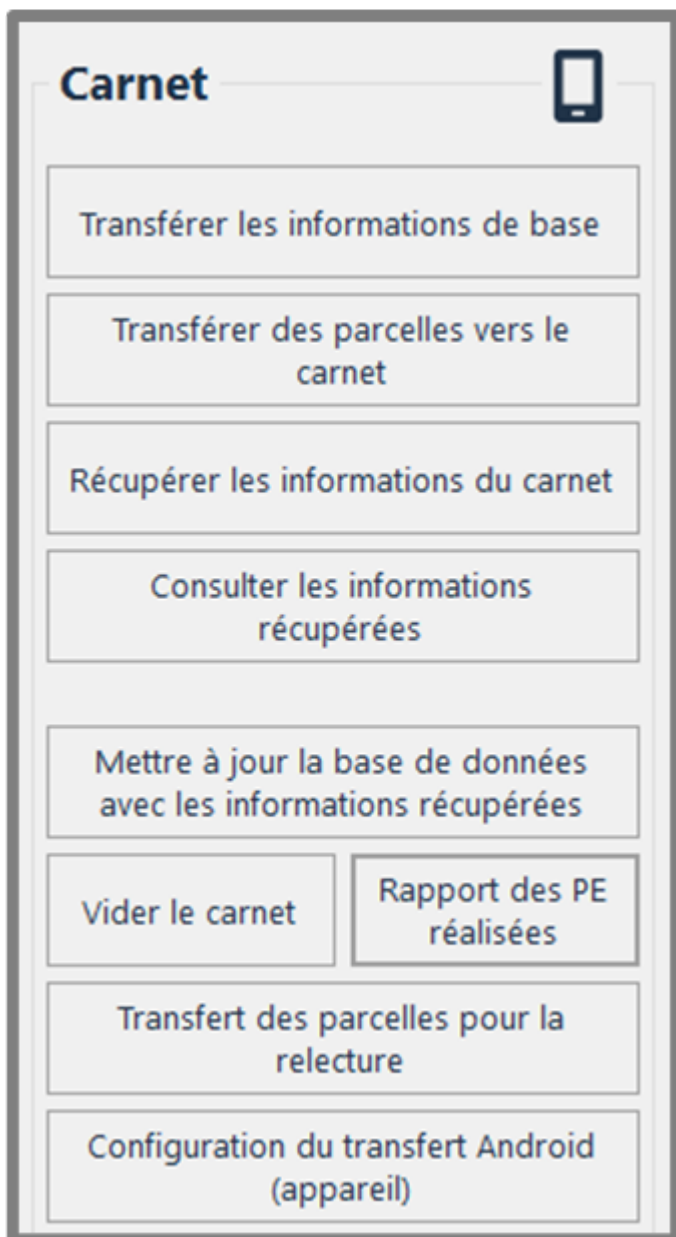 Carnet
Transférer les informations de base
Transférer des parcelles vers le
carnet
Récupérer les informations du carnet
Consulter les informations
récupérées
Mettre à jour la base de données
avec les informations récupérées
Vider le carnet
Rapport des PE
réalisées
Transfert des parcelles pour la
relecture
Configuration du transfert Android
(appareil)